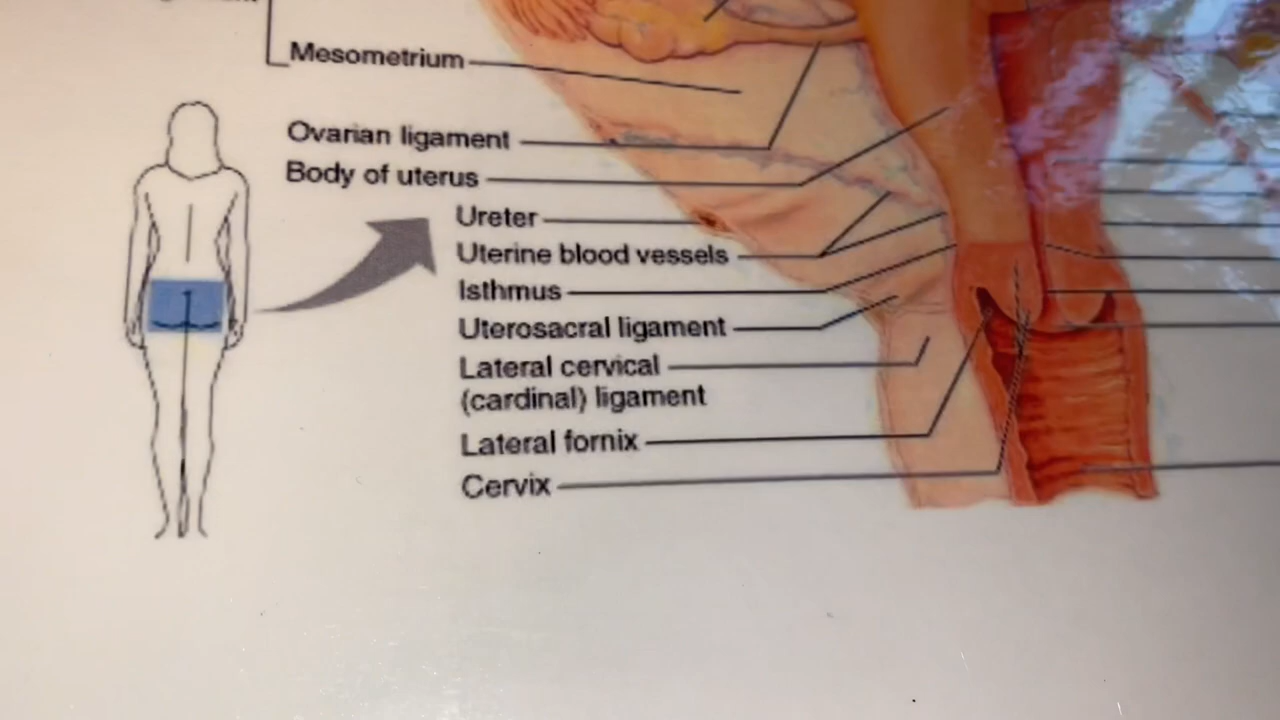 Mesometrium
Ovarian ligament
Body of uterus
Ureter
Uterine blood vessels
Isthmus
Uterosacral ligament
Lateral cervical
(cardinal) ligament
Lateral fornix
Cervix